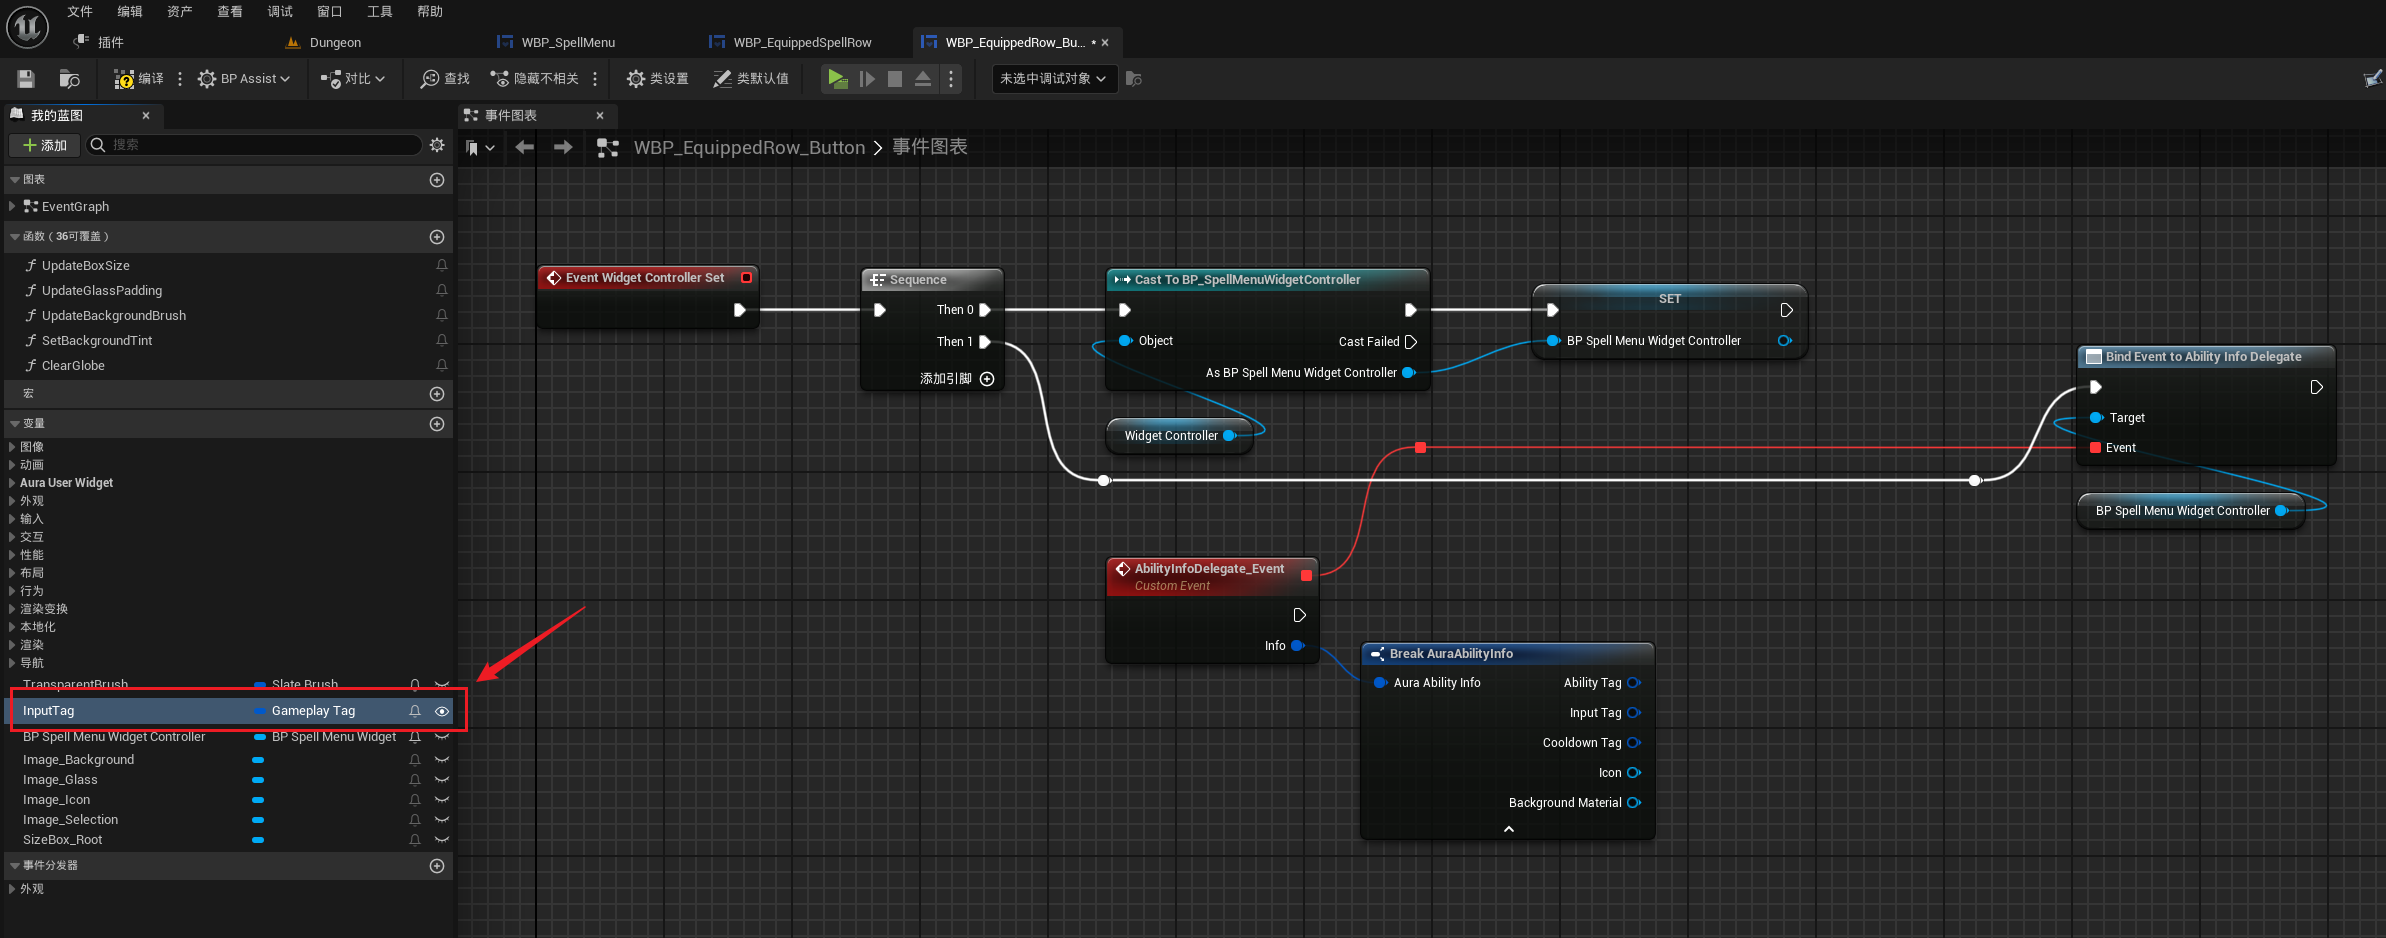 文件 编辑 资产 查看 调试 窗口 工具 帮助
插件 Dungeon WBP_SpellMenu WBP_EquippedSpellRow WBP_EquippedRow_Bu... *
编译 BP Assist 对比 查找 隐藏不相关 类设置 类默认值 未选中调试对象
我的蓝图
事件图表
添加 搜索
WBP_EquippedRow_Button > 事件图表
图表
EventGraph
函数（36可覆盖）
UpdateBoxSize
UpdateGlassPadding
UpdateBackgroundBrush
SetBackgroundTint
ClearGlobe
宏
变量
图像
动画
Aura User Widget
外观
输入
交互
性能
布局
行为
渲染变换
本地化
渲染
导航
TransparentBrush Slate Brush
InputTag Gameplay Tag
BP Spell Menu Widget Controller BP Spell Menu Widget
Image_Background
Image_Glass
Image_Icon
Image_Selection
SizeBox_Root
事件分发器
外观
Event Widget Controller Set
Sequence
Then 0
Then 1
添加引脚
Cast To BP_SpellMenuWidgetController
Object
Cast Failed
As BP Spell Menu Widget Controller
Widget Controller
SET
BP Spell Menu Widget Controller
Bind Event to Ability Info Delegate
Target
Event
BP Spell Menu Widget Controller
AbilityInfoDelegate_Event
Custom Event
Info
Break AuraAbilityInfo
Aura Ability Info Ability Tag
Input Tag
Cooldown Tag
Icon
Background Material